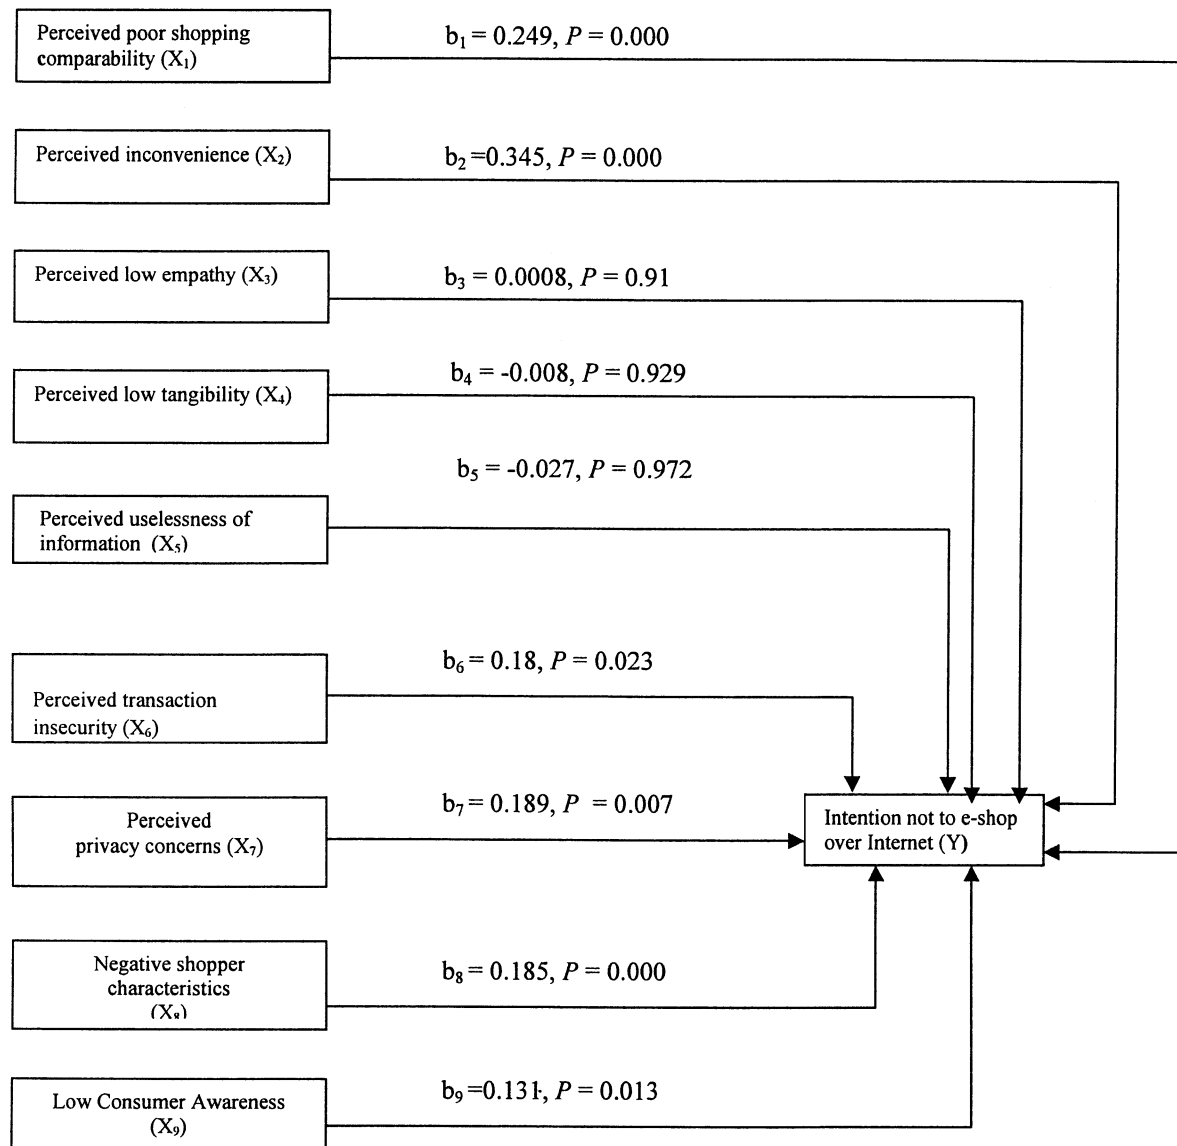 Perceived poor shopping
comparability (X₁)
b₁ = 0.249, P = 0.000
Perceived inconvenience (X₂)
b₂ =0.345, P = 0.000
Perceived low empathy (X₃)
b₃ = 0.0008, P = 0.91
Perceived low tangibility (X₄)
b₄ = -0.008, P = 0.929
b₅ = -0.027, P = 0.972
Perceived uselessness of
information (X₅)
b₆ = 0.18, P = 0.023
Perceived transaction
insecurity (X₆)
Perceived
privacy concerns (X₇)
b₇ = 0.189, P = 0.007
Intention not to e-shop
over Internet (Y)
Negative shopper
characteristics
(X₈)
b₈ = 0.185, P = 0.000
Low Consumer Awareness
(X₉)
b₉ =0.131, P = 0.013